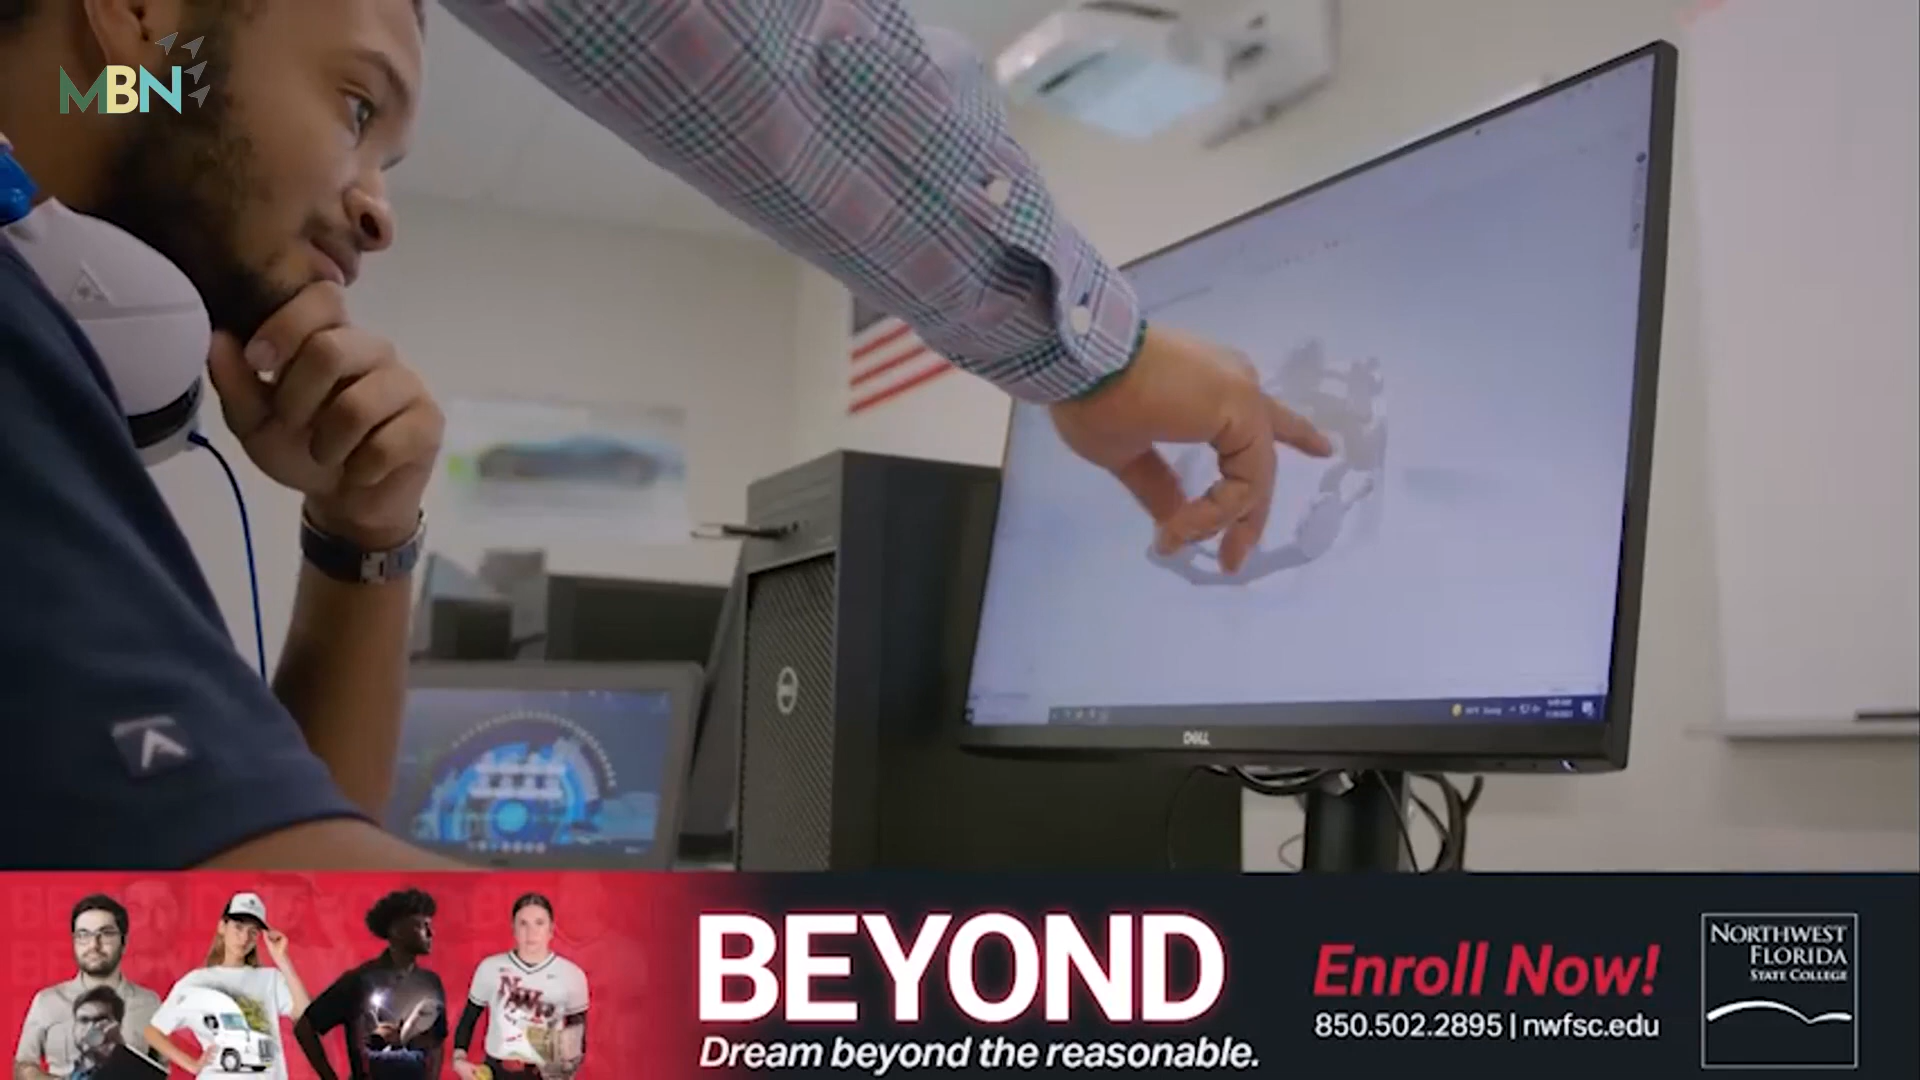 MBN
DELL
BEYOND
Dream beyond the reasonable.
Enroll Now!
850.502.2895 | nwfsc.edu
NORTHWEST
FLORIDA
STATE COLLEGE